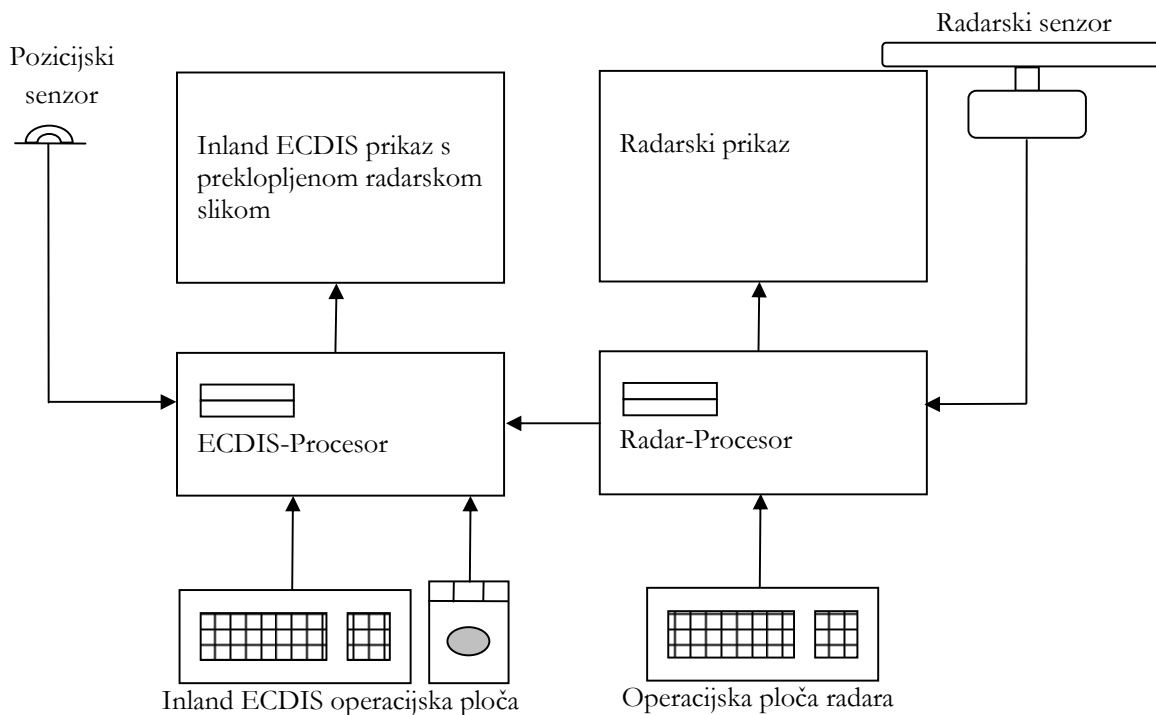 Radarski senzor
Pozicijski
senzor
Inland ECDIS prikaz s
preklopljenom radarskom
slikom
Radarski prikaz
ECDIS-Procesor
Radar-Procesor
Inland ECDIS operacijska ploča
Operacijska ploča radara